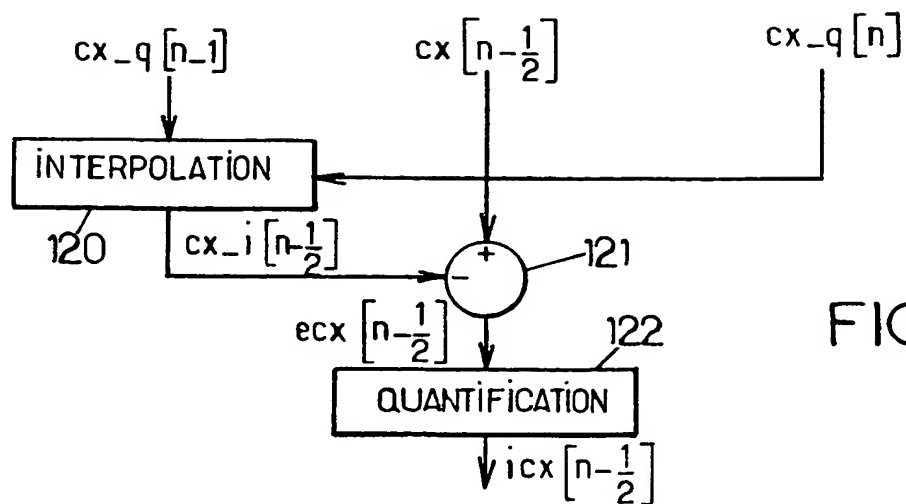 cx_q[n_1]
cx[n-1/2]
cx_q[n]
INTERPOLATION
120
cx_i[n-1/2]
+
-
121
ecx[n-1/2]
122
FIG
QUANTIFICATION
icx[n-1/2]